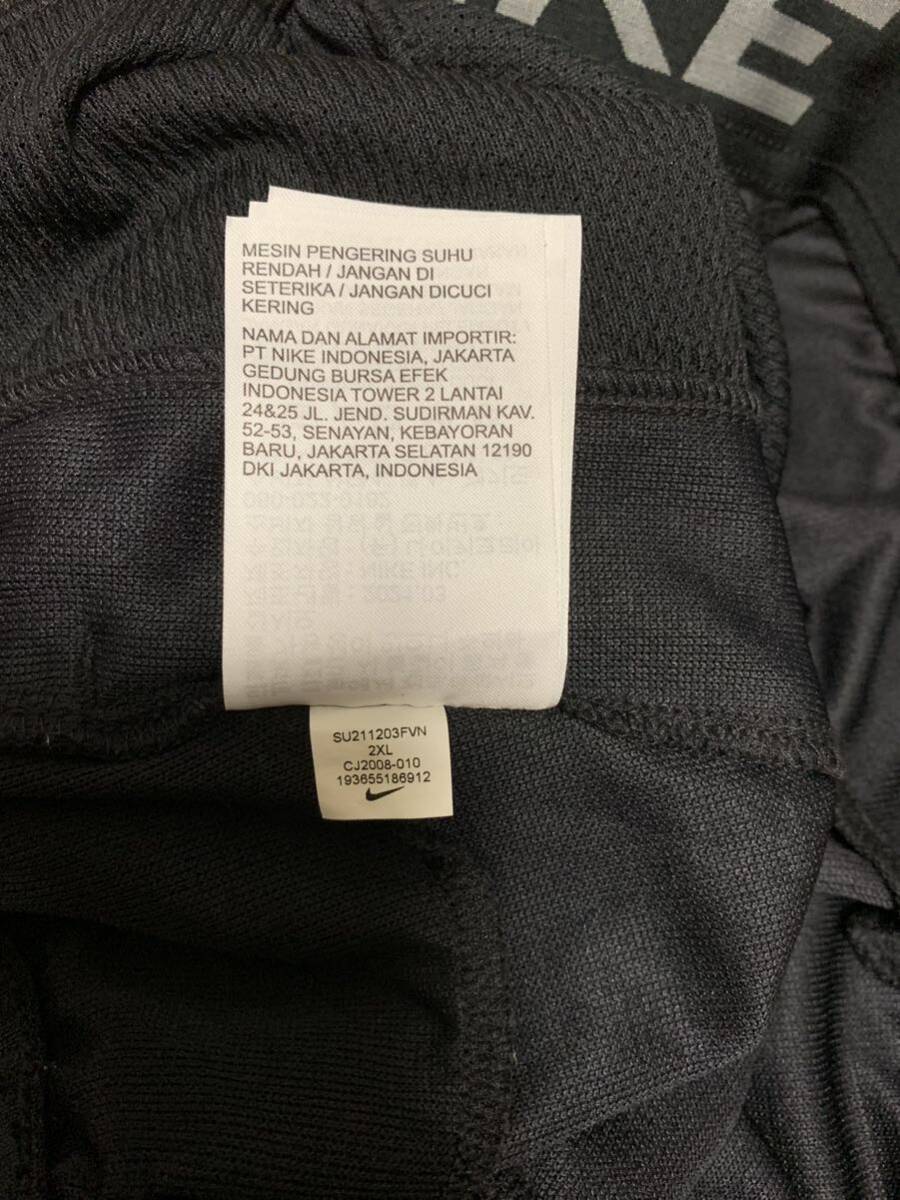 IKE
MESIN PENGERING SUHU
RENDAH / JANGAN DI
SETERIKA / JANGAN DICUCI
KERING
NAMA DAN ALAMAT IMPORTIR:
PT NIKE INDONESIA, JAKARTA
GEDUNG BURSA EFEK
INDONESIA TOWER 2 LANTAI
24&25 JL. JEND. SUDIRMAN KAV.
52-53, SENAYAN, KEBAYORAN
BARU, JAKARTA SELATAN 12190
DKI JAKARTA, INDONESIA
SU211203FVN
2XL
CJ2008-010
193655186912